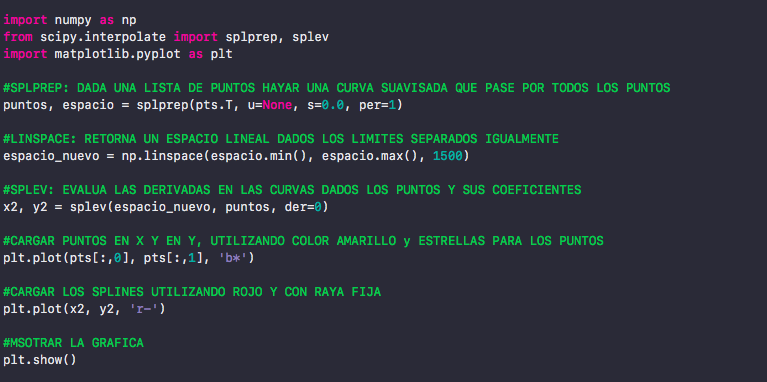 import numpy as np
from scipy.interpolate import splprep, splev
import matplotlib.pyplot as plt
#SPLPREP: DADA UNA LISTA DE PUNTOS HAYAR UNA CURVA SUAVISADA QUE PASE POR TODOS LOS PUNTOS
puntos, espacio = splprep(pts.T, u=None, s=0.0, per=1)
#LINSPACE: RETORNA UN ESPACIO LINEAL DADOS LOS LIMITES SEPARADOS IGUALMENTE
espacio_nuevo = np.linspace(espacio.min(), espacio.max(), 1500)
#SPLEV: EVALUA LAS DERIVADAS EN LAS CURVAS DADOS LOS PUNTOS Y SUS COEFICIENTES
x2, y2 = splev(espacio_nuevo, puntos, der=0)
#CARGAR PUNTOS EN X Y EN Y, UTILIZANDO COLOR AMARILLO y ESTRELLAS PARA LOS PUNTOS
plt.plot(pts[:,0], pts[:,1], 'b*')
#CARGAR LOS SPLINES UTILIZANDO ROJO Y CON RAYA FIJA
plt.plot(x2, y2, 'r-')
#MSOTRAR LA GRAFICA
plt.show()